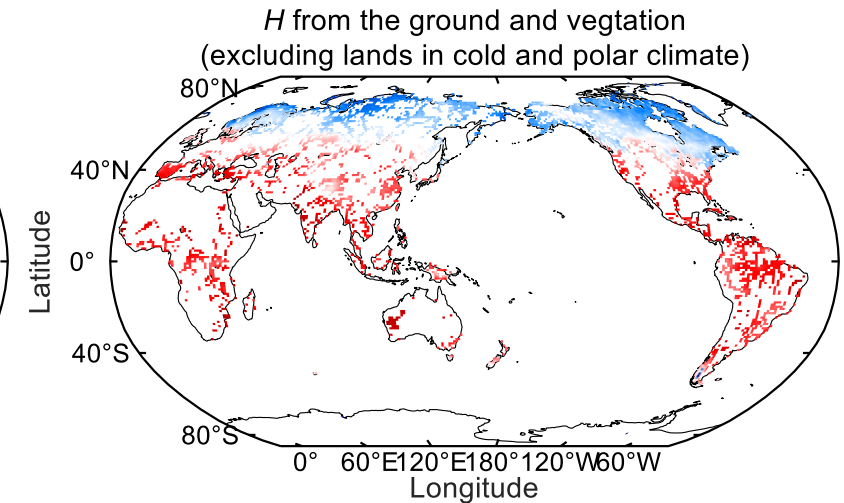 H from the ground and vegtation
(excluding lands in cold and polar climate)
80°N
40°N
0°
40°S
80°S
Latitude
0° 60°E120°E180°120°W60°W
Longitude